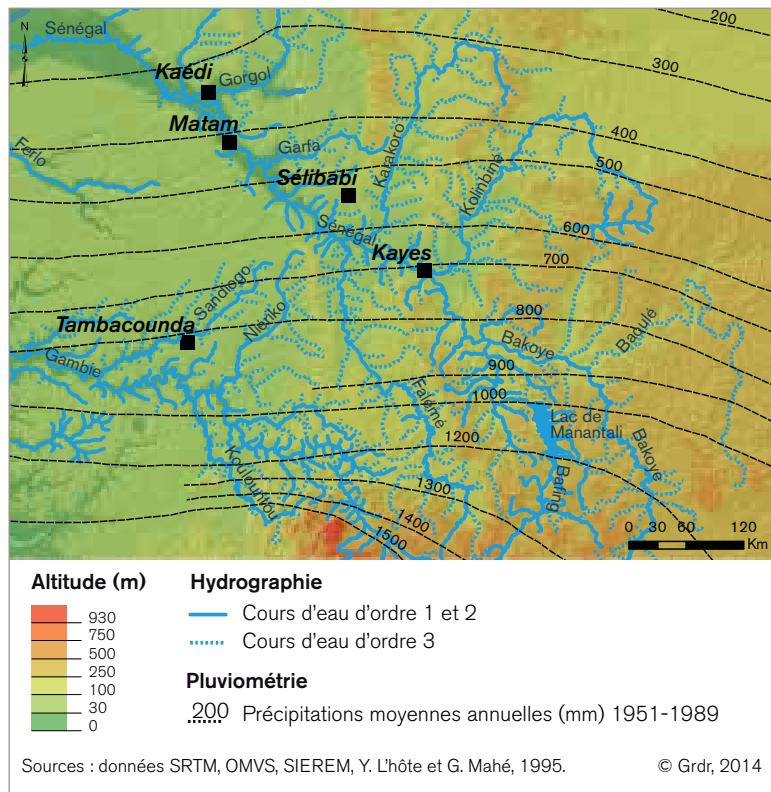 200
Sénégal
N
300
Kaédi
Gorgol
Matam
400
Garfa
Ferlo
Karakoro
Kolinbiné
500
Sélibabi
Sénégal
600
Kayes
700
Sandiogo
Niériko
800
Tambacounda
Bakoye
Baoulé
Gambie
900
Falémé
1000
Lac de
Manantali
1200
Bakoye
Koulountou
1300
Bafing
1400
1500
0 30 60 120
Km
Altitude (m)
930
750
500
250
100
30
0
Hydrographie
Cours d'eau d'ordre 1 et 2
Cours d'eau d'ordre 3
Pluviométrie
200 Précipitations moyennes annuelles (mm) 1951-1989
Sources : données SRTM, OMVS, SIEREM, Y. L'hôte et G. Mahé, 1995. © Grdr, 2014